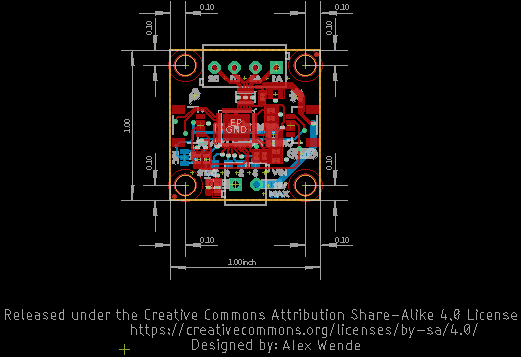 0.10 0.10
0.10 0.10
1.00
EP
GND
0.10 0.10
MAX
0.10 0.10
1.00inch
Released under the Creative Commons Attribution Share-Alike 4.0 License
https://creativecommons.org/licenses/by-sa/4.0/
Designed by: Alex Wende